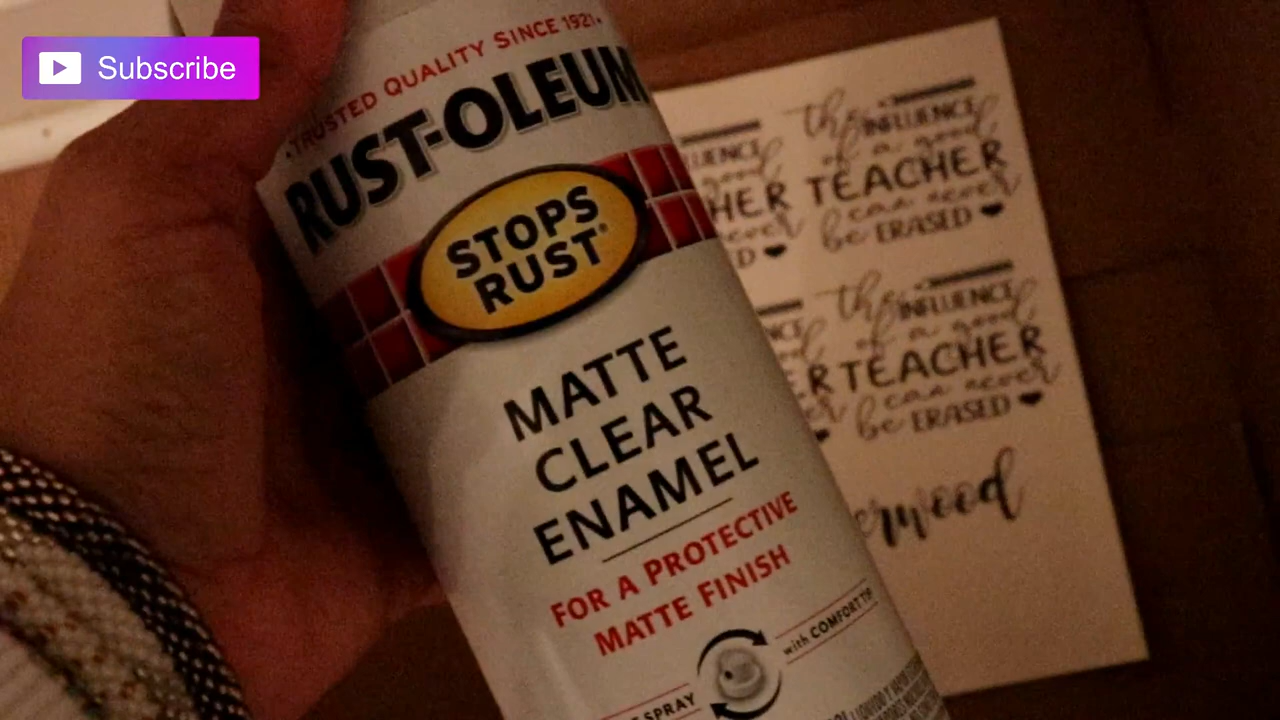 Subscribe
TRUSTED QUALITY SINCE 1921
RUST-OLEUM
STOPS
RUST®
MATTE
CLEAR
ENAMEL
FOR A PROTECTIVE
MATTE FINISH
with COMFORT TIP
SPRAY
the INFLUENCE
of a good
TEACHER
can never
be ERASED
the INFLUENCE
of a good
TEACHER
can never
be ERASED